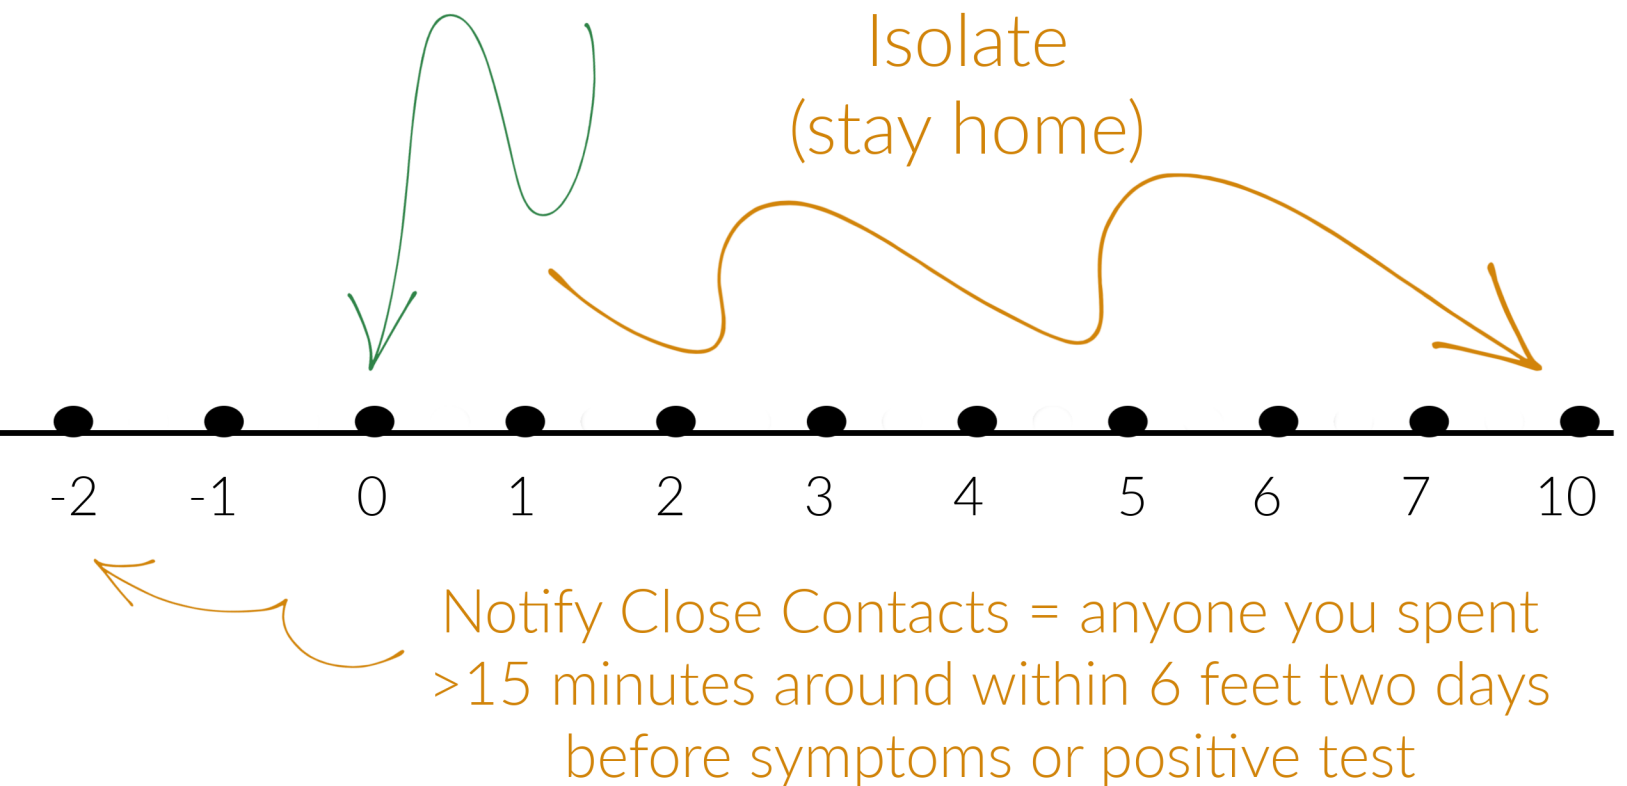 Isolate
(stay home)
-2 -1 0 1 2 3 4 5 6 7 10
Notify Close Contacts = anyone you spent
>15 minutes around within 6 feet two days
before symptoms or positive test